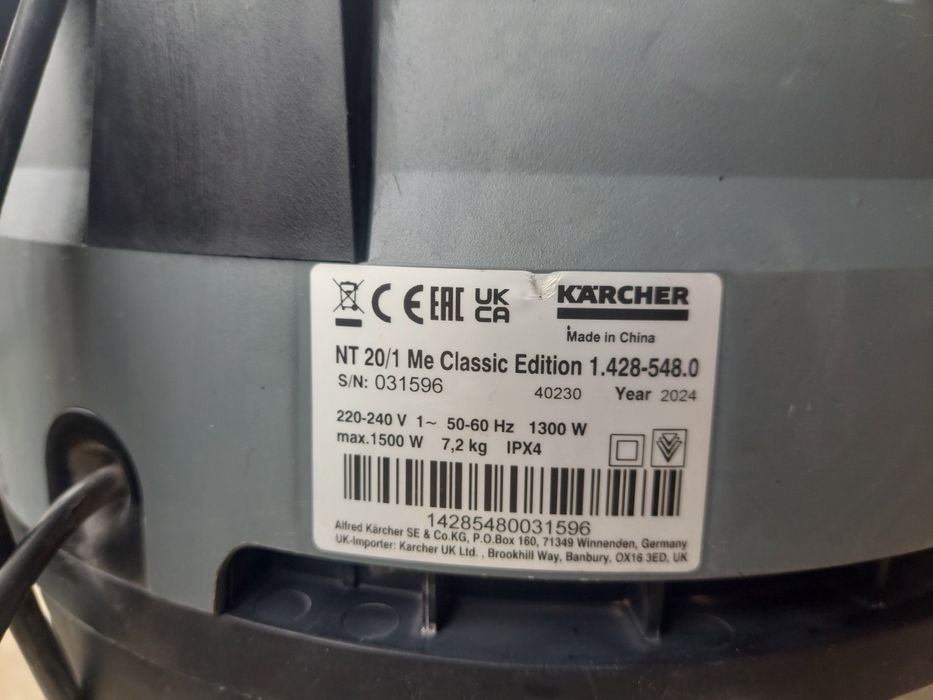 CE EAC UK CA KÄRCHER
Made in China
NT 20/1 Me Classic Edition 1.428-548.0
S/N: 031596 40230 Year 2024
220-240 V 1~ 50-60 Hz 1300 W
max.1500 W 7,2 kg IPX4
14285480031596
Alfred Kärcher SE & Co.KG, P.O.Box 160, 71349 Winnenden, Germany
UK-Importer: Karcher UK Ltd. , Brookhill Way, Banbury, OX16 3ED, UK